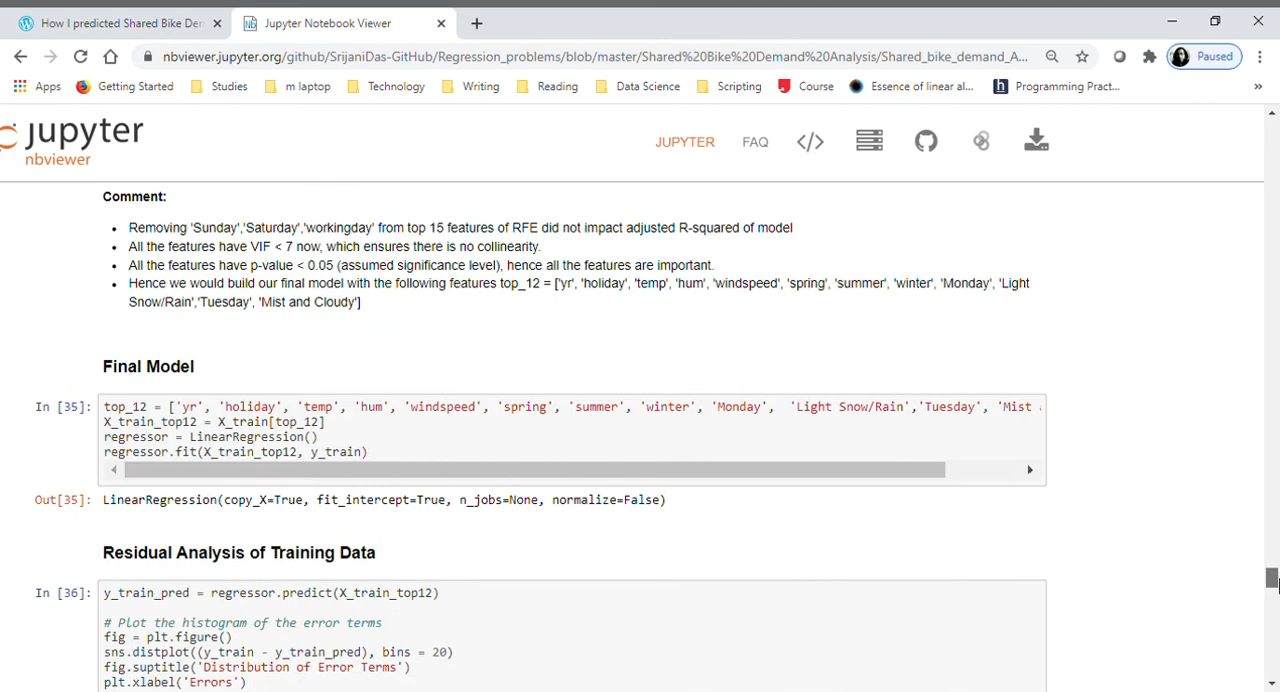 How I predicted Shared Bike Der
Jupyter Notebook Viewer
nbviewer.jupyter.org/github/SrijaniDas-GitHub/Regression_problems/blob/master/Shared%20Bike%20Demand%20Analysis/Shared_bike_demand_A...
Paused
Apps Getting Started Studies m laptop Technology Writing Reading Data Science Scripting Course Essence of linear al... Programming Pract... »
jupyter
nbviewer
JUPYTER FAQ </>
Comment:
• Removing 'Sunday','Saturday','workingday' from top 15 features of RFE did not impact adjusted R-squared of model
• All the features have VIF < 7 now, which ensures there is no collinearity.
• All the features have p-value < 0.05 (assumed significance level), hence all the features are important.
• Hence we would build our final model with the following features top_12 = ['yr', 'holiday', 'temp', 'hum', 'windspeed', 'spring', 'summer', 'winter', 'Monday', 'Light
Snow/Rain','Tuesday', 'Mist and Cloudy']
Final Model
In [35]: top_12 = ['yr', 'holiday', 'temp', 'hum', 'windspeed', 'spring', 'summer', 'winter', 'Monday',  'Light Snow/Rain','Tuesday', 'Mist
X_train_top12 = X_train[top_12]
regressor = LinearRegression()
regressor.fit(X_train_top12, y_train)
Out[35]: LinearRegression(copy_X=True, fit_intercept=True, n_jobs=None, normalize=False)
Residual Analysis of Training Data
In [36]: y_train_pred = regressor.predict(X_train_top12)
# Plot the histogram of the error terms
fig = plt.figure()
sns.distplot((y_train - y_train_pred), bins = 20)
fig.suptitle('Distribution of Error Terms')
plt.xlabel('Errors')